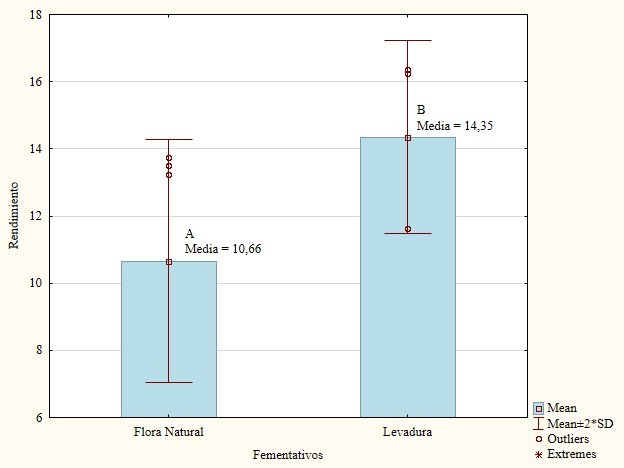 18
16
14
12
10
8
6
Rendimiento
A
Media = 10,66
B
Media = 14,35
Flora Natural
Levadura
Fementativos
Mean
Mean±2*SD
Outliers
Extremes